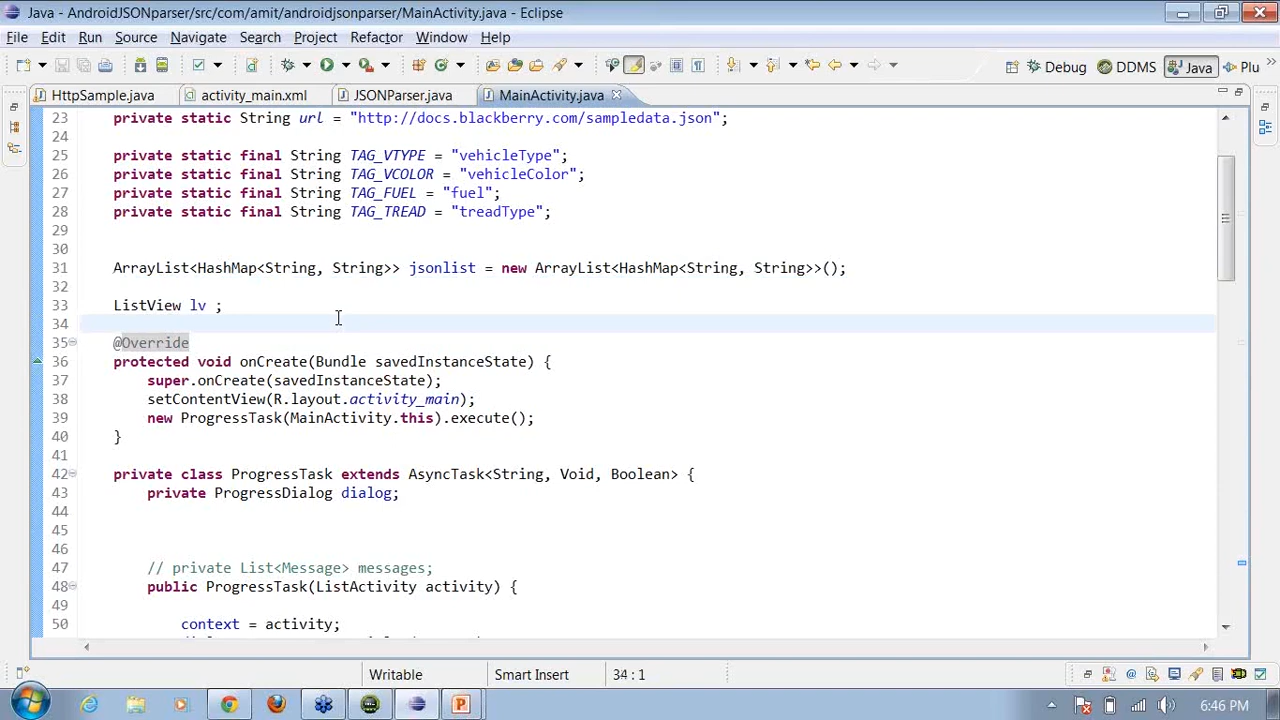 Java - AndroidJSONparser/src/com/amit/androidjsonparser/MainActivity.java - Eclipse
File Edit Run Source Navigate Search Project Refactor Window Help
Debug DDMS Java Plu
HttpSample.java activity_main.xml JSONParser.java MainActivity.java
23 private static String url = "http://docs.blackberry.com/sampledata.json";
24
25 private static final String TAG_VTYPE = "vehicleType";
26 private static final String TAG_VCOLOR = "vehicleColor";
27 private static final String TAG_FUEL = "fuel";
28 private static final String TAG_TREAD = "treadType";
29
30
31 ArrayList<HashMap<String, String>> jsonlist = new ArrayList<HashMap<String, String>>();
32
33 ListView lv ;
34
35 @Override
36 protected void onCreate(Bundle savedInstanceState) {
37 super.onCreate(savedInstanceState);
38 setContentView(R.layout.activity_main);
39 new ProgressTask(MainActivity.this).execute();
40 }
41
42 private class ProgressTask extends AsyncTask<String, Void, Boolean> {
43 private ProgressDialog dialog;
44
45
46
47 // private List<Message> messages;
48 public ProgressTask(ListActivity activity) {
49
50 context = activity;
Writable Smart Insert 34 : 1
6:46 PM